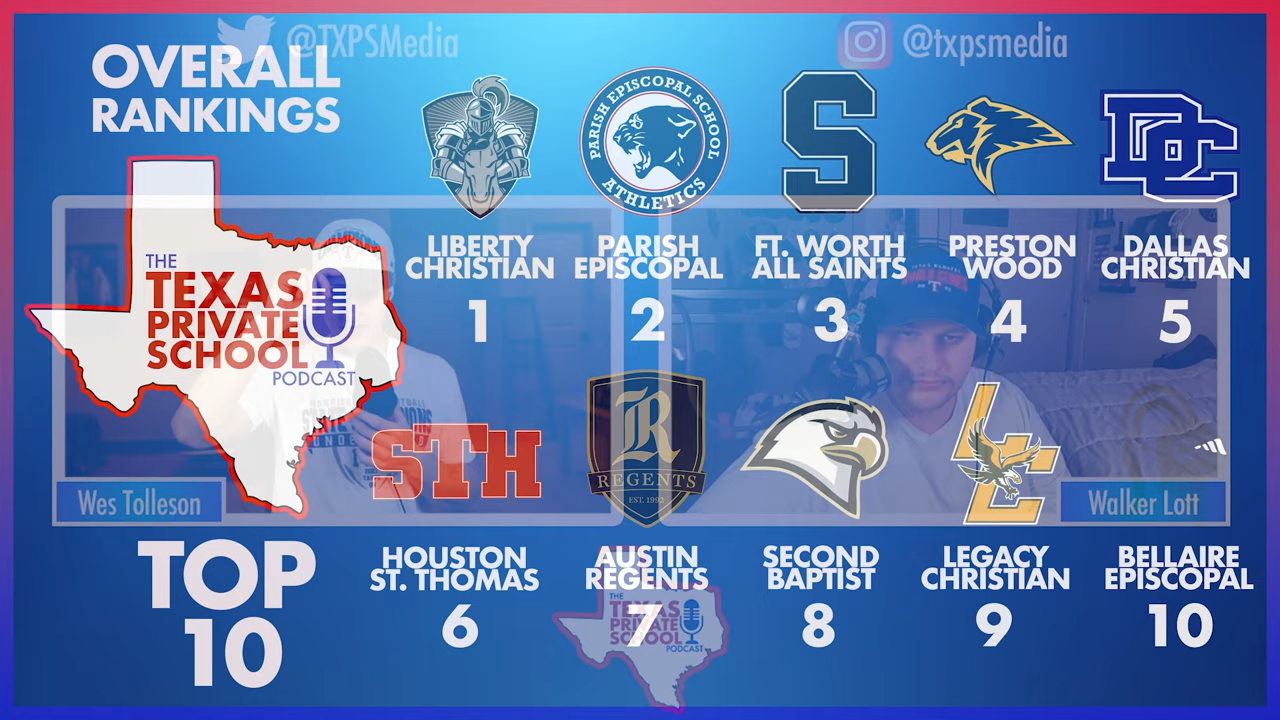 @TXPSMedia
@txpsmedia
OVERALL
RANKINGS
PARISH EPISCOPAL SCHOOL
ATHLETICS
S
DC
LIBERTY
CHRISTIAN
1
PARISH
EPISCOPAL
2
FT. WORTH
ALL SAINTS
3
PRESTON
WOOD
4
DALLAS
CHRISTIAN
5
THE
TEXAS
PRIVATE
SCHOOL
PODCAST
STH
R
REGENTS
EST. 1992
LC
Wes Tolleson
Walker Lott
TOP
10
HOUSTON
ST. THOMAS
6
AUSTIN
REGENTS
7
SECOND
BAPTIST
8
LEGACY
CHRISTIAN
9
BELLAIRE
EPISCOPAL
10
THE
TEXAS
PRIVATE
SCHOOL
PODCAST